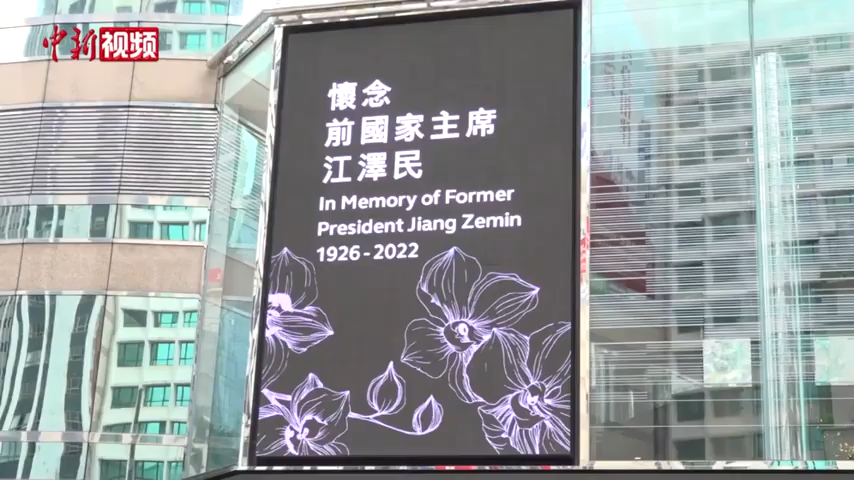 中新视频
懷念
前國家主席
江澤民
In Memory of Former
President Jiang Zemin
1926-2022